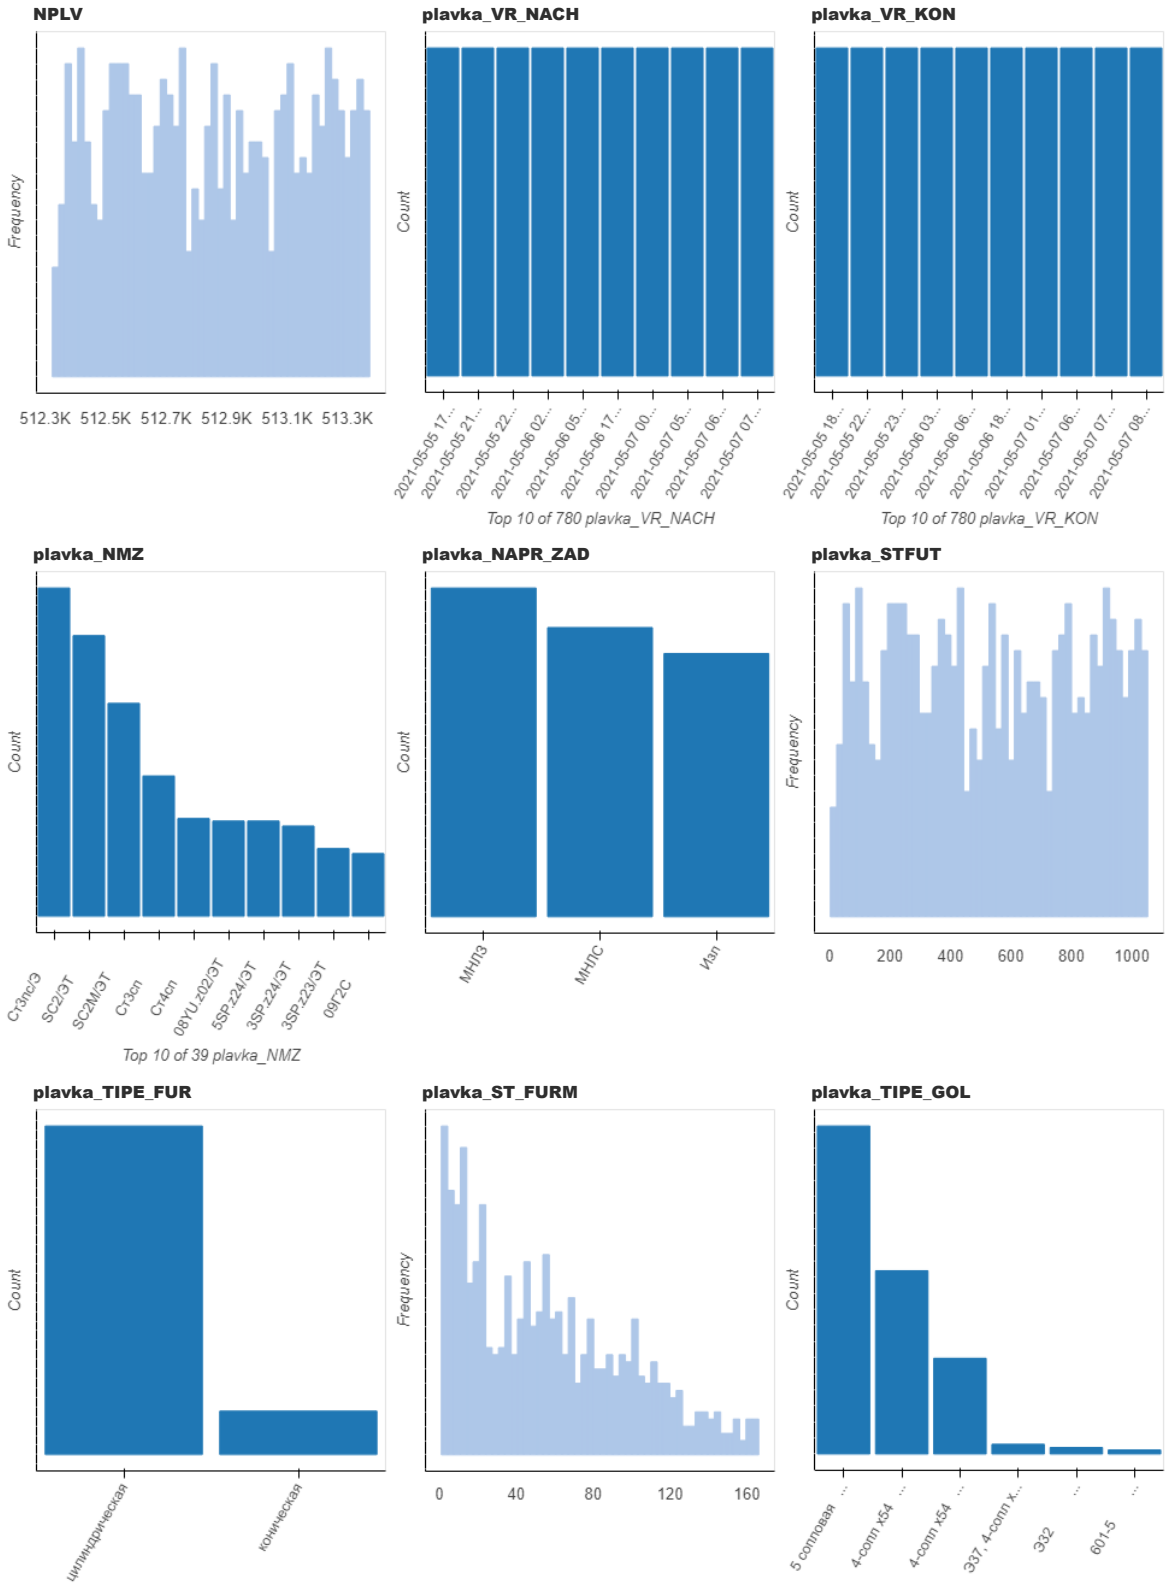 NPLV
Frequency
512.3K 512.5K 512.7K 512.9K 513.1K 513.3K
plavka_VR_NACH
Count
2021-05-05 17...
2021-05-05 21...
2021-05-05 22...
2021-05-06 02...
2021-05-06 05...
2021-05-06 17...
2021-05-07 00...
2021-05-07 05...
2021-05-07 06...
2021-05-07 07...
Top 10 of 780 plavka_VR_NACH
plavka_VR_KON
Count
2021-05-05 18...
2021-05-05 22...
2021-05-05 23...
2021-05-06 03...
2021-05-06 06...
2021-05-06 18...
2021-05-07 01...
2021-05-07 06...
2021-05-07 07...
2021-05-07 08...
Top 10 of 780 plavka_VR_KON
plavka_NMZ
Count
Ст3пс/Э
SC2/ЭТ
SC2M/ЭТ
Ст3сп
Ст4сп
08YU.z02/ЭТ
5SP.z24/ЭТ
3SP.z24/ЭТ
3SP.z23/ЭТ
09Г2С
Top 10 of 39 plavka_NMZ
plavka_NAPR_ZAD
Count
МНЛЗ
МНЛС
Изл
plavka_STFUT
Frequency
0 200 400 600 800 1000
plavka_TIPE_FUR
Count
цилиндрическая
коническая
plavka_ST_FURM
Frequency
0 40 80 120 160
plavka_TIPE_GOL
Count
5 сопловая ...
4-сопл х54 ...
4-сопл х54 ...
Э37, 4-сопл х...
Э32 ...
601-5 ...